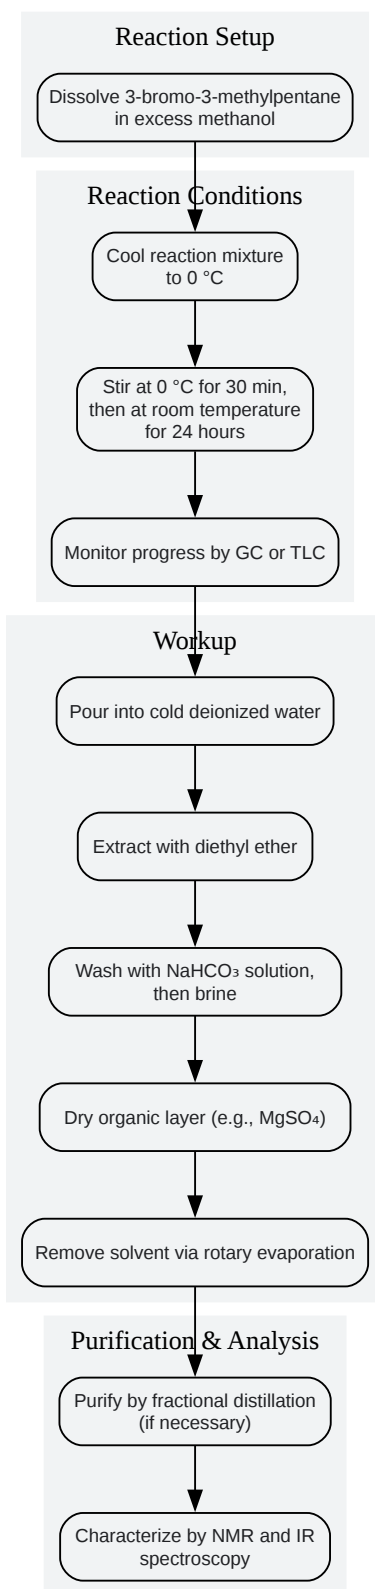 Reaction Setup
Dissolve 3-bromo-3-methylpentane
in excess methanol
Reaction Conditions
Cool reaction mixture
to 0 °C
Stir at 0 °C for 30 min,
then at room temperature
for 24 hours
Monitor progress by GC or TLC
Workup
Pour into cold deionized water
Extract with diethyl ether
Wash with NaHCO₃ solution,
then brine
Dry organic layer (e.g., MgSO₄)
Remove solvent via rotary evaporation
Purification & Analysis
Purify by fractional distillation
(if necessary)
Characterize by NMR and IR
spectroscopy